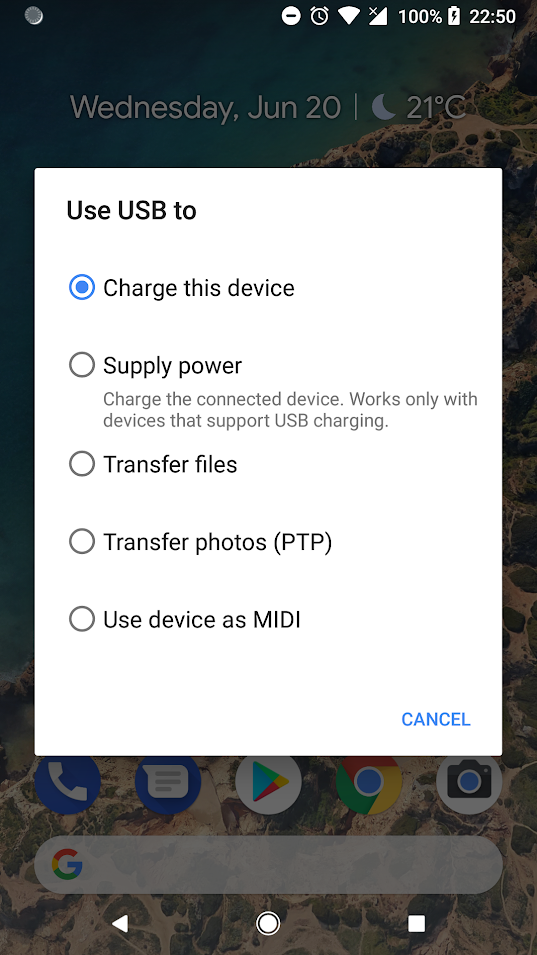 100% 22:50
Wednesday, Jun 20 | 21°C
Use USB to
Charge this device
Supply power
Charge the connected device. Works only with
devices that support USB charging.
Transfer files
Transfer photos (PTP)
Use device as MIDI
CANCEL
G